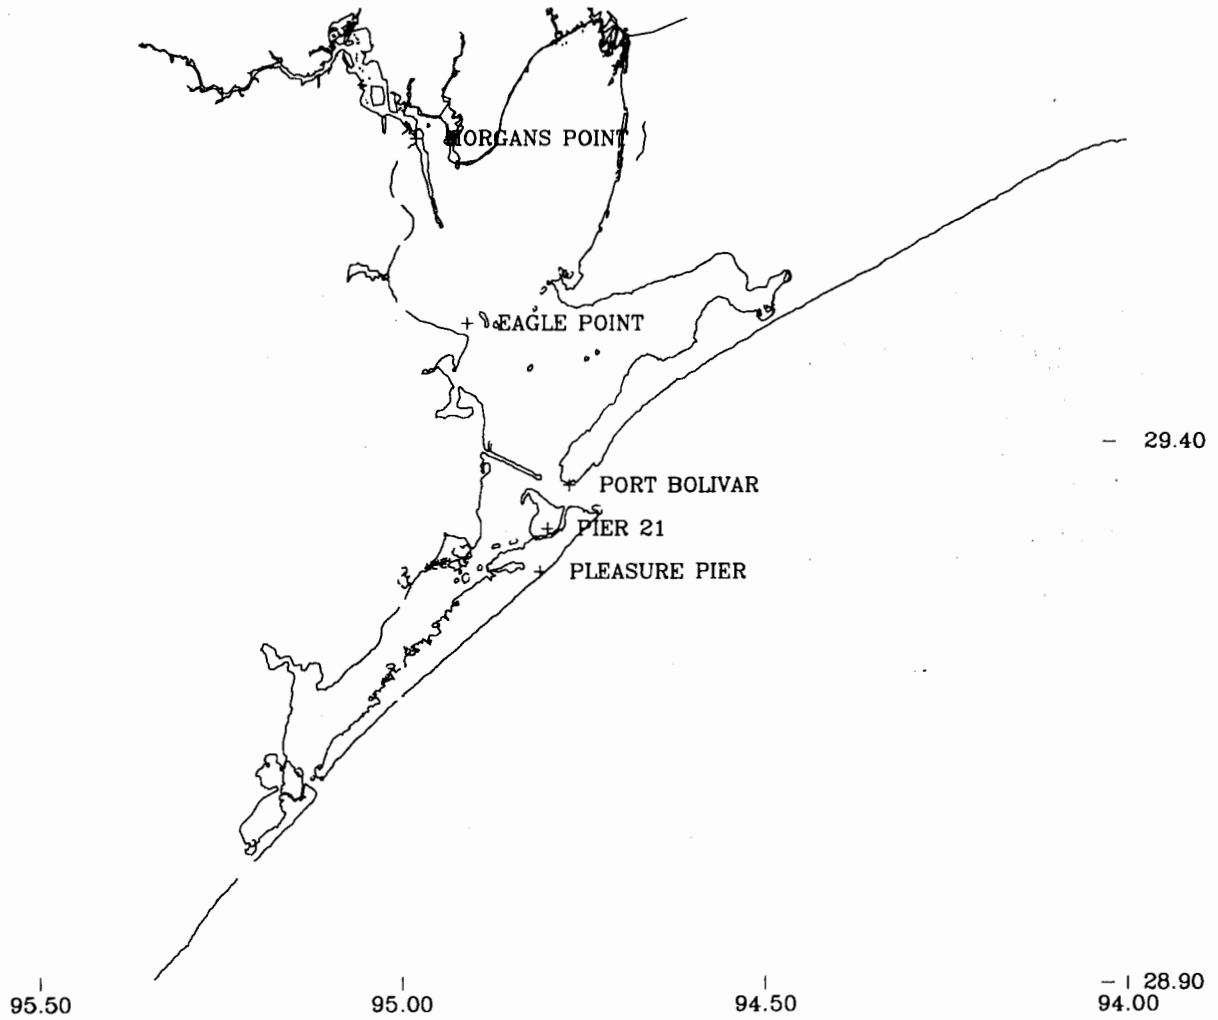 MORGANS POINT
EAGLE POINT
29.40
PORT BOLIVAR
PIER 21
PLEASURE PIER
28.90
95.50 95.00 94.50 94.00